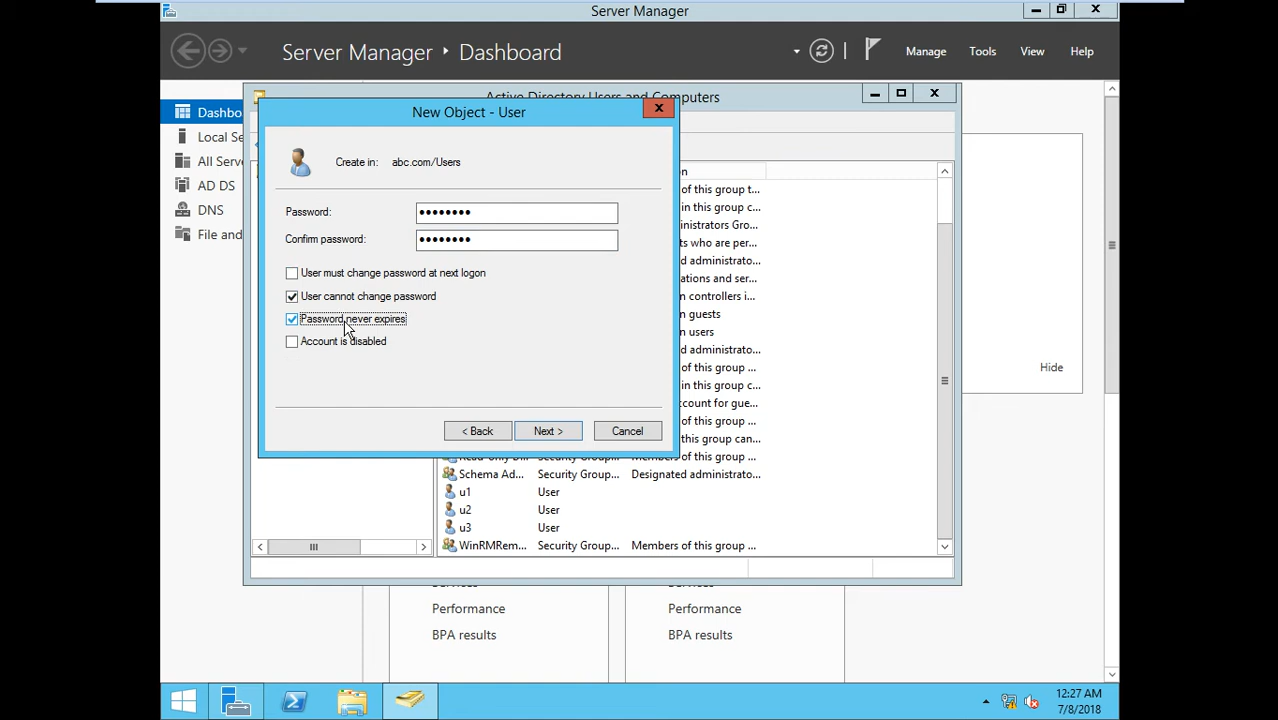 Server Manager
Server Manager ‣ Dashboard
Manage
Tools
View
Help
Dashbo
Local Se
All Serve
AD DS
DNS
File and
Active Directory Users and Computers
New Object - User
Create in: abc.com/Users
Password: ••••••••
Confirm password: ••••••••
User must change password at next logon
User cannot change password
Password never expires
Account is disabled
< Back
Next >
Cancel
of this group t...
in this group c...
ministrators Gro...
ts who are per...
ed administrato...
ations and ser...
n controllers i...
n guests
n users
ed administrato...
of this group ...
in this group c...
ccount for gue...
of this group ...
of this group can...
Members of this group ...
Schema Ad... Security Group... Designated administrato...
u1 User
u2 User
u3 User
WinRMRem... Security Group... Members of this group ...
Hide
Performance
BPA results
Performance
BPA results
12:27 AM
7/8/2018